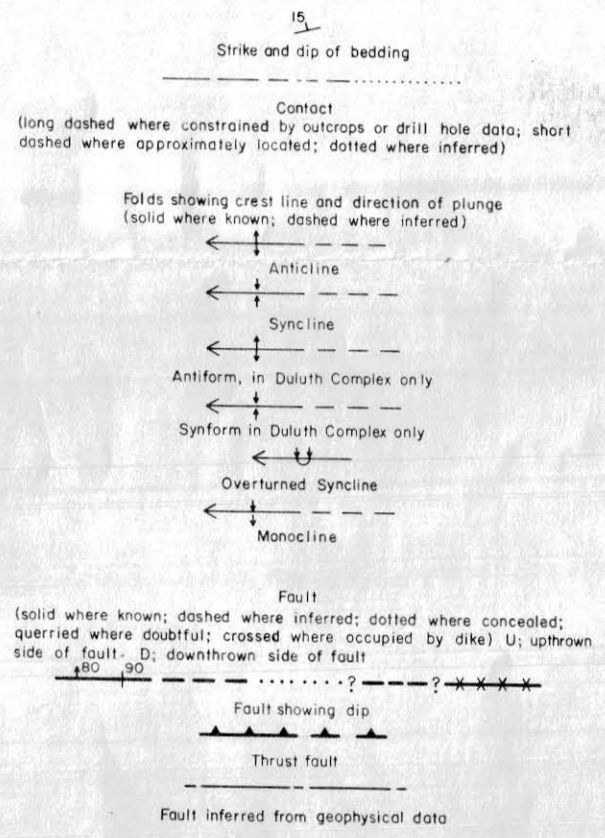 15
Strike and dip of bedding
Contact
(long dashed where constrained by outcrops or drill hole data; short
dashed where approximately located; dotted where inferred)
Folds showing crest line and direction of plunge
(solid where known; dashed where inferred)
Anticline
Syncline
Antiform, in Duluth Complex only
Synform in Duluth Complex only
Overturned Syncline
Monocline
Fault
(solid where known; dashed where inferred; dotted where concealed;
querried where doubtful; crossed where occupied by dike) U; upthrown
side of fault- D; downthrown side of fault
80 90 ? ?
Fault showing dip
Thrust fault
Fault inferred from geophysical data